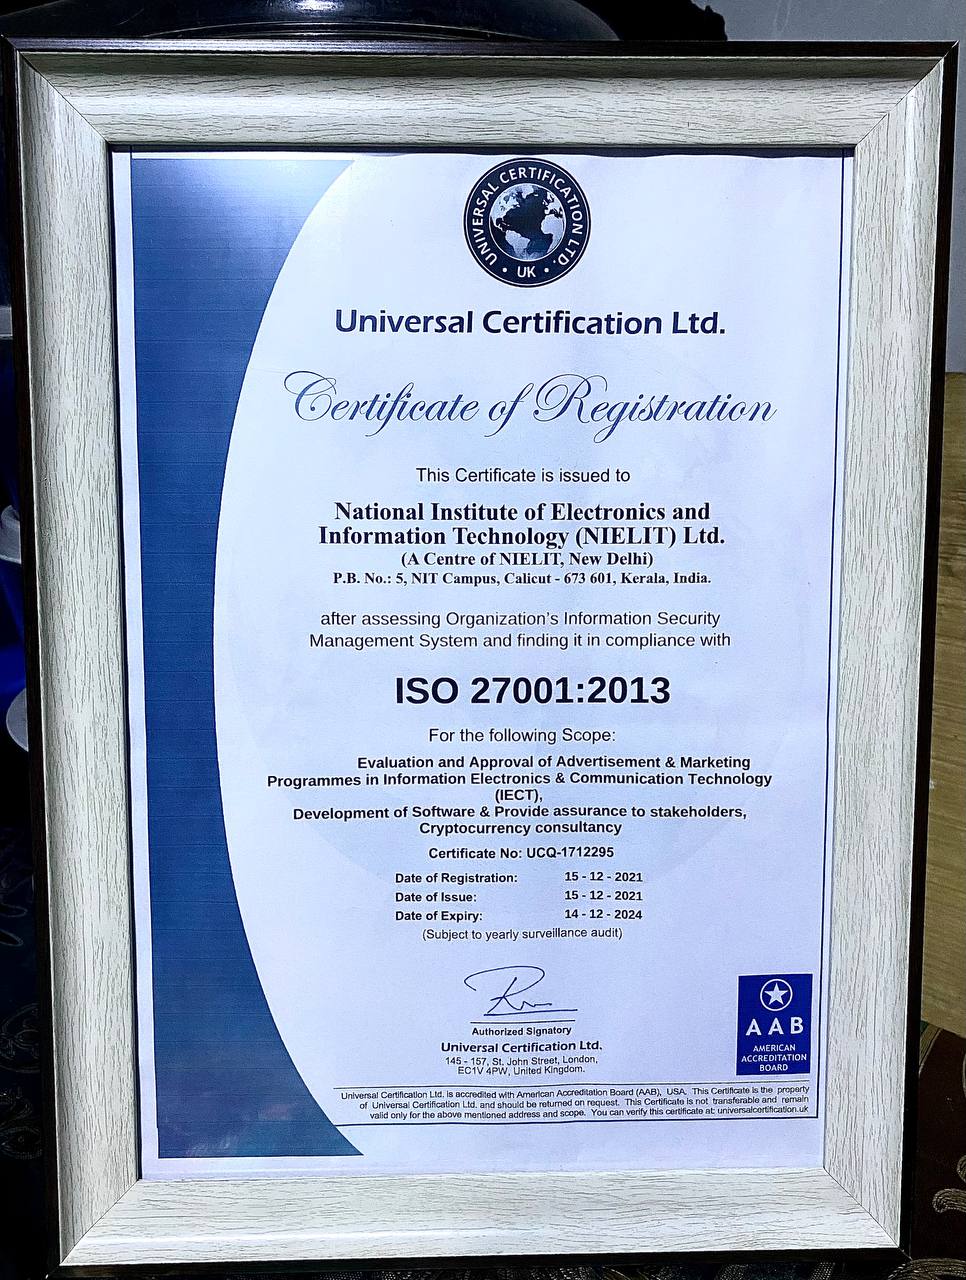 UNIVERSAL CERTIFICATION LTD.
• UK •
Universal Certification Ltd.
Certificate of Registration
This Certificate is issued to
National Institute of Electronics and
Information Technology (NIELIT) Ltd.
(A Centre of NIELIT, New Delhi)
P.B. No.: 5, NIT Campus, Calicut - 673 601, Kerala, India.
after assessing Organization's Information Security
Management System and finding it in compliance with
ISO 27001:2013
For the following Scope:
Evaluation and Approval of Advertisement & Marketing
Programmes in Information Electronics & Communication Technology
(IECT),
Development of Software & Provide assurance to stakeholders,
Cryptocurrency consultancy
Certificate No: UCQ-1712295
Date of Registration: 15 - 12 - 2021
Date of Issue: 15 - 12 - 2021
Date of Expiry: 14 - 12 - 2024
(Subject to yearly surveillance audit)
Authorized Signatory
Universal Certification Ltd.
145 - 157, St. John Street, London,
EC1V 4PW, United Kingdom.
AAB
AMERICAN
ACCREDITATION
BOARD
Universal Certification Ltd. is accredited with American Accreditation Board (AAB), USA. This Certificate is the property
of Universal Certification Ltd. and should be returned on request. This Certificate is not transferable and remain
valid only for the above mentioned address and scope. You can verify this certificate at: universalcertification.uk